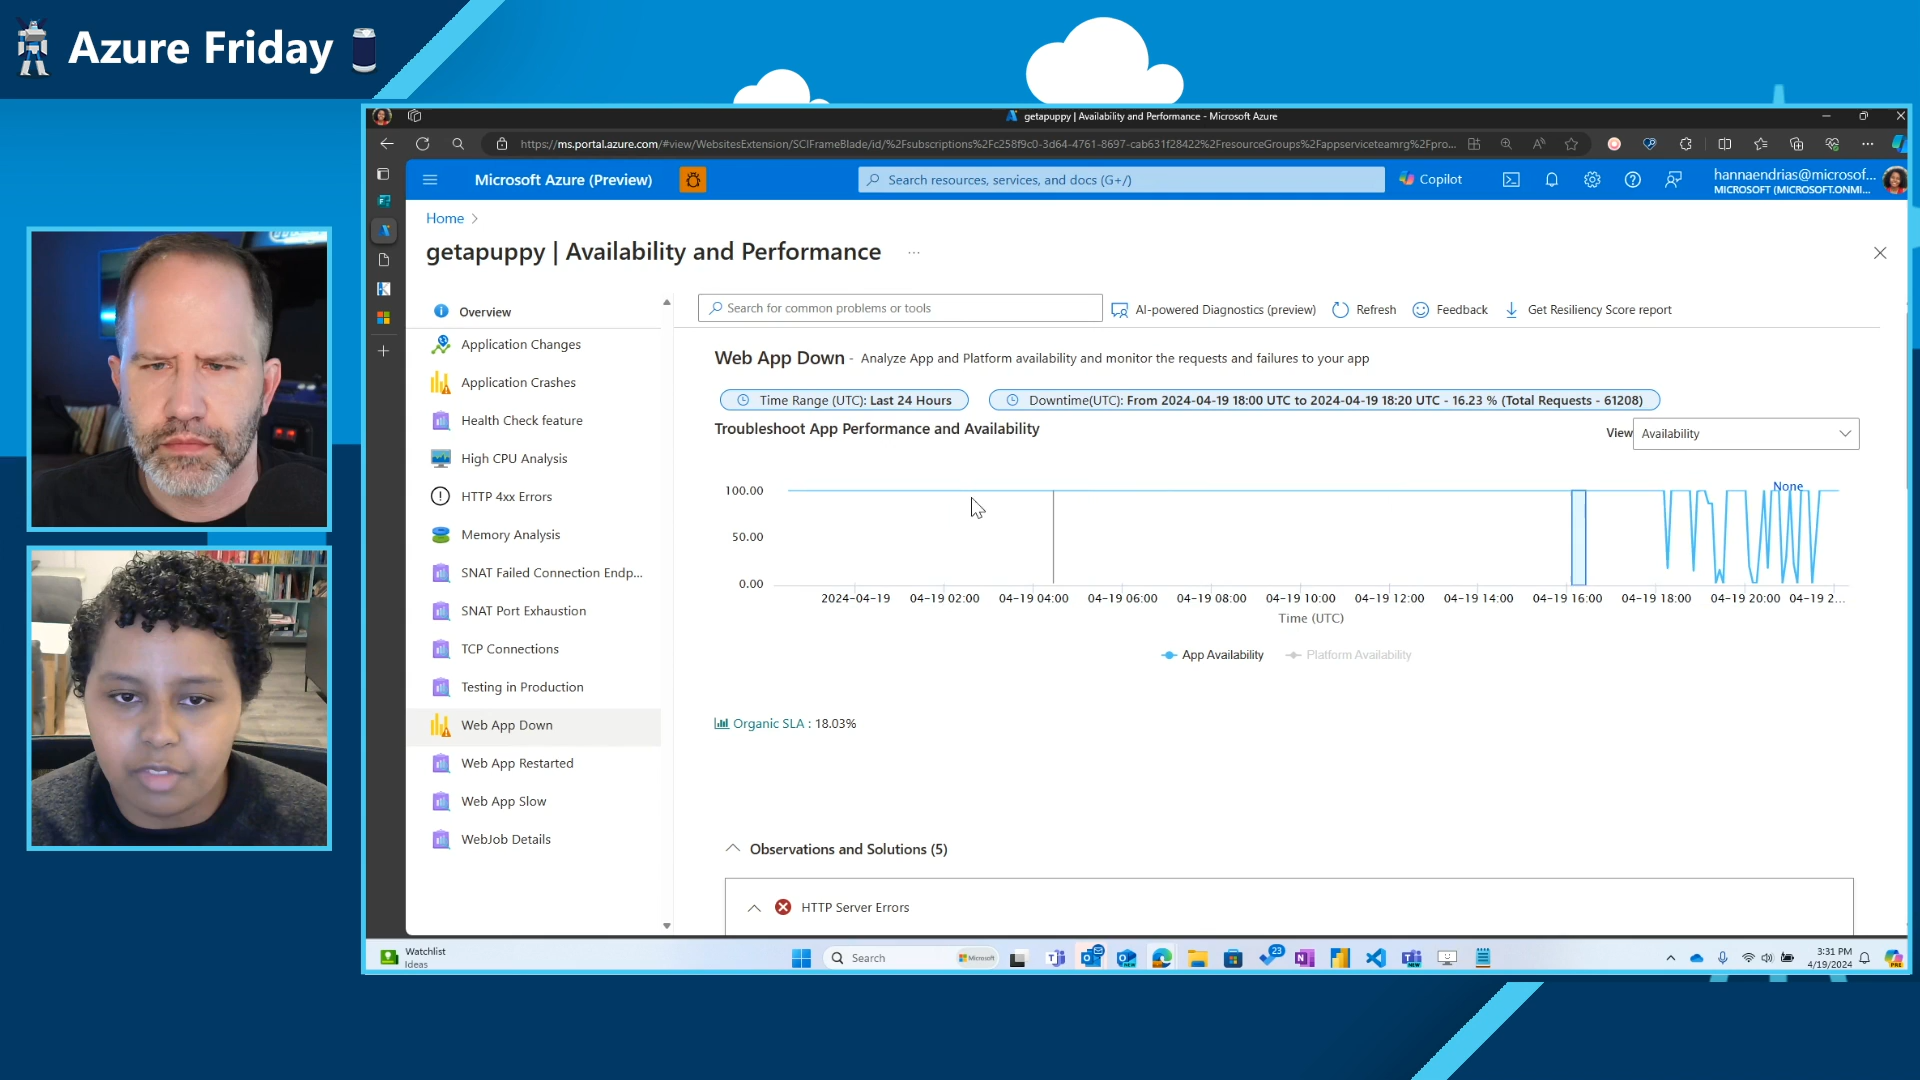 Azure Friday
getapuppy | Availability and Performance - Microsoft Azure
https://ms.portal.azure.com/#view/WebsitesExtension/SCIFrameBlade/id/%2Fsubscriptions%2Fc258f9c0-3d64-4761-8697-cab631f28422%2FresourceGroups%2Fappserviceteamrg%2Fpro...
Microsoft Azure (Preview)
Search resources, services, and docs (G+/)
Copilot
hannaendrias@microsof...
MICROSOFT (MICROSOFT.ONMI...
Home
getapuppy | Availability and Performance
...
Overview
Application Changes
Application Crashes
Health Check feature
High CPU Analysis
HTTP 4xx Errors
Memory Analysis
SNAT Failed Connection Endp...
SNAT Port Exhaustion
TCP Connections
Testing in Production
Web App Down
Web App Restarted
Web App Slow
WebJob Details
Search for common problems or tools
AI-powered Diagnostics (preview)
Refresh
Feedback
Get Resiliency Score report
Web App Down - Analyze App and Platform availability and monitor the requests and failures to your app
Time Range (UTC): Last 24 Hours
Downtime(UTC): From 2024-04-19 18:00 UTC to 2024-04-19 18:20 UTC - 16.23 % (Total Requests - 61208)
Troubleshoot App Performance and Availability
View
Availability
None
100.00
50.00
0.00
2024-04-19 04-19 02:00 04-19 04:00 04-19 06:00 04-19 08:00 04-19 10:00 04-19 12:00 04-19 14:00 04-19 16:00 04-19 18:00 04-19 20:00 04-19 2...
Time (UTC)
App Availability
Platform Availability
Organic SLA : 18.03%
Observations and Solutions (5)
HTTP Server Errors
Watchlist
Ideas
Search
Microsoft
23
3:31 PM
4/19/2024